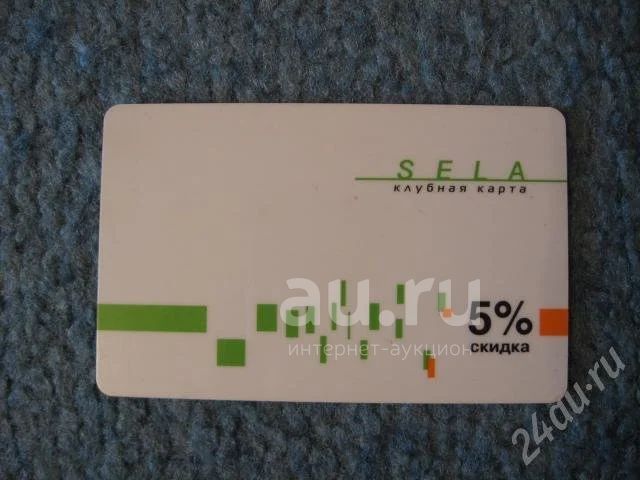 SELA
клубная карта
au.ru
интернет-аукцион
5%
скидка
24au.ru